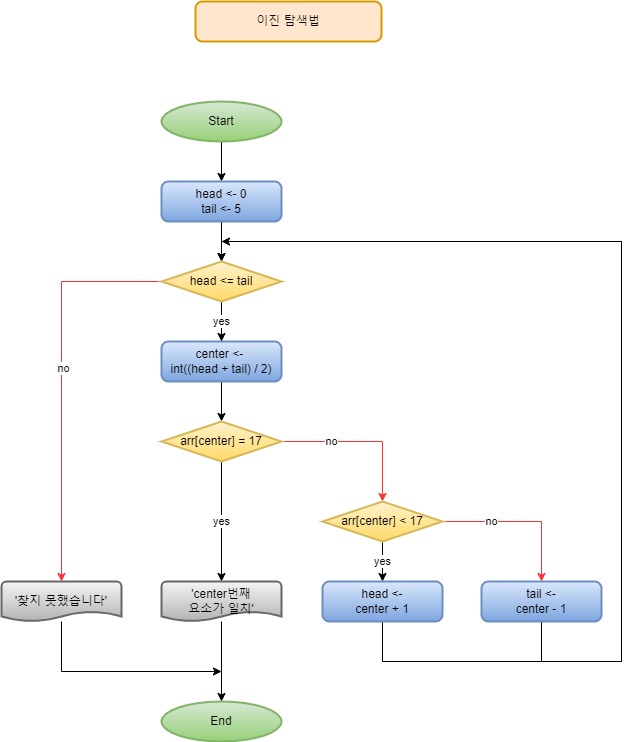 이진 탐색법
Start
head <- 0
tail <- 5
head <= tail
yes
no
center <-
int((head + tail) / 2)
arr[center] = 17
no
yes
arr[center] < 17
no
yes
'찾지 못했습니다'
'center번째
요소가 일치'
head <-
center + 1
tail <-
center - 1
End